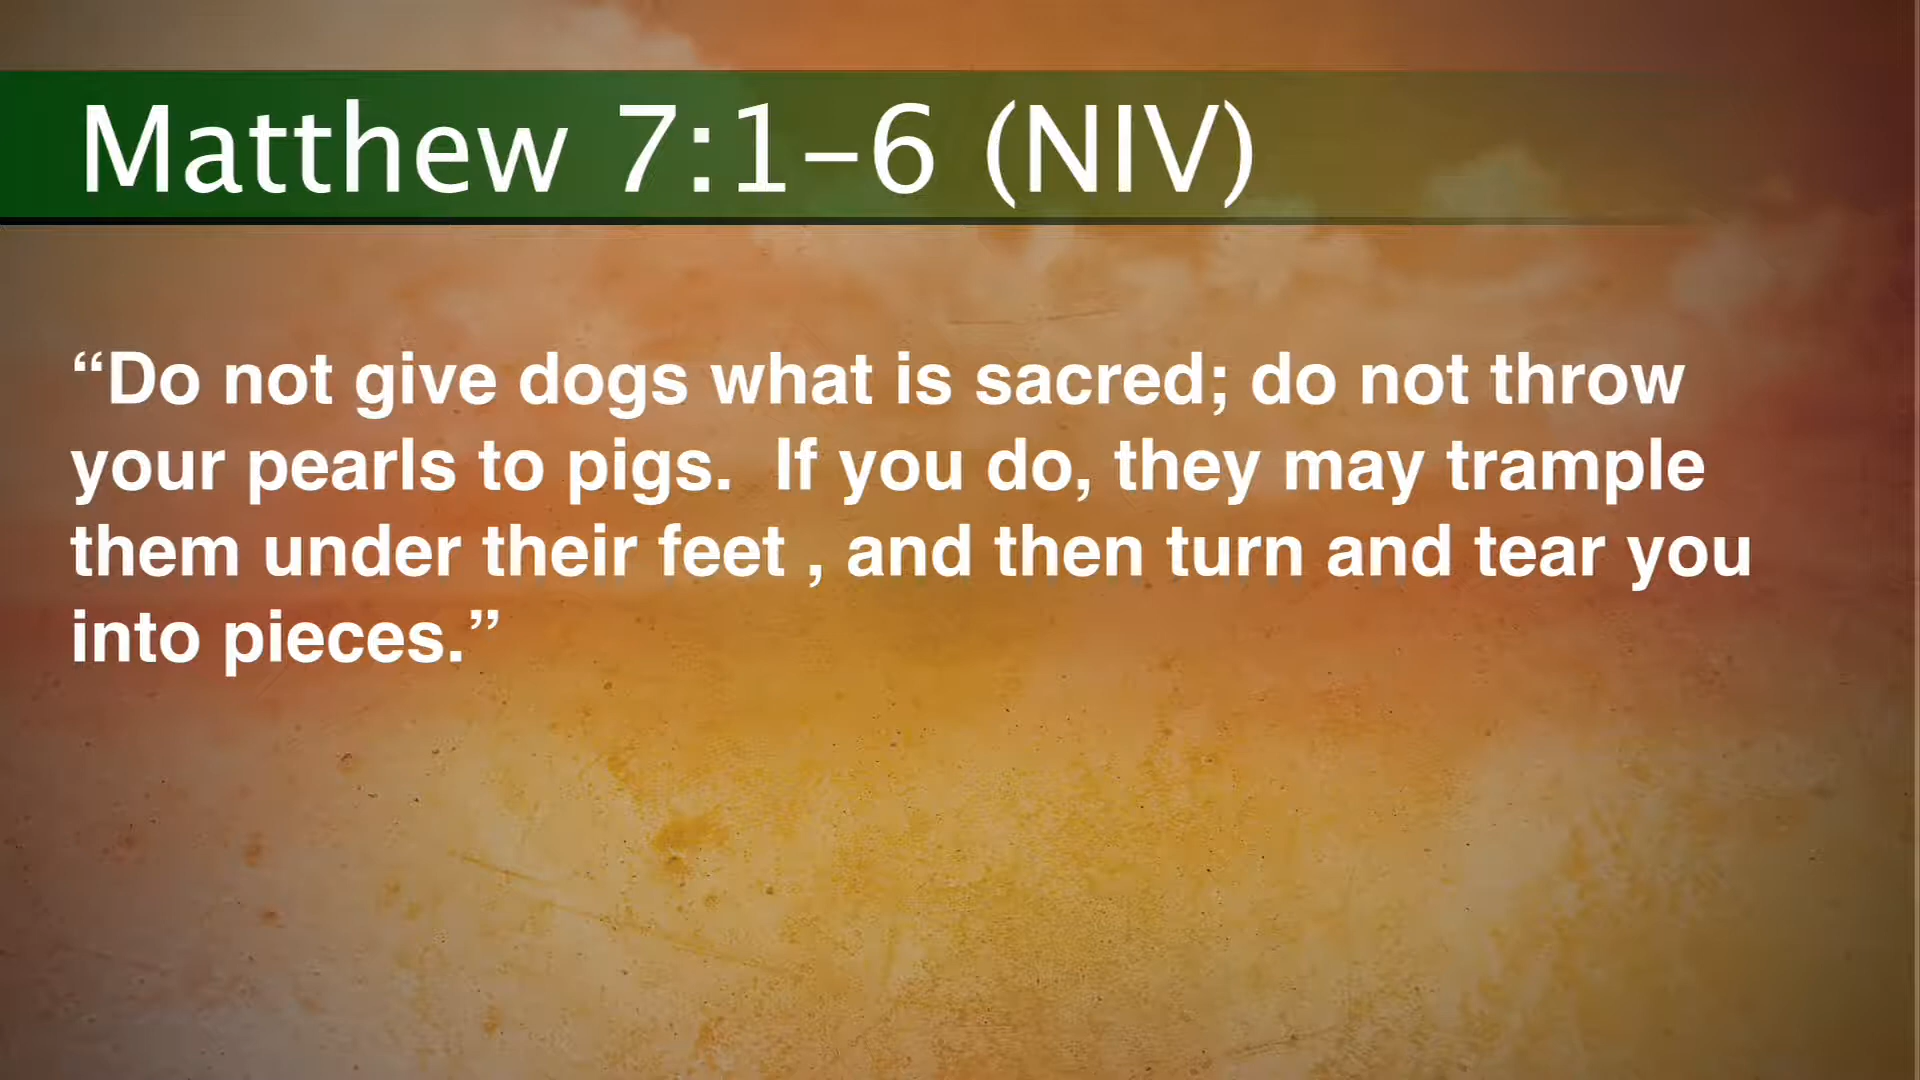 Matthew 7:1-6 (NIV)
“Do not give dogs what is sacred; do not throw
your pearls to pigs.  If you do, they may trample
them under their feet , and then turn and tear you
into pieces.”